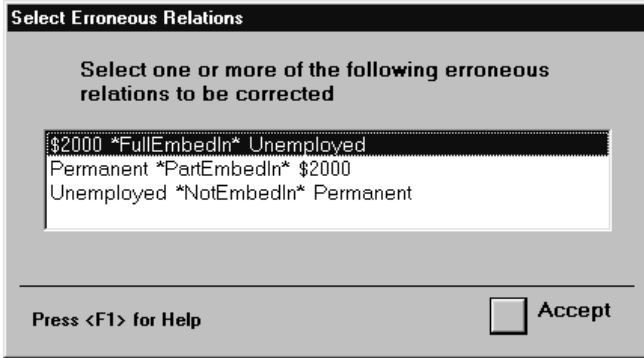 Select Erroneous Relations
Select one or more of the following erroneous
relations to be corrected
$2000 *FullEmbedIn* Unemployed
Permanent *PartEmbedIn* $2000
Unemployed *NotEmbedIn* Permanent
Press <F1> for Help
Accept